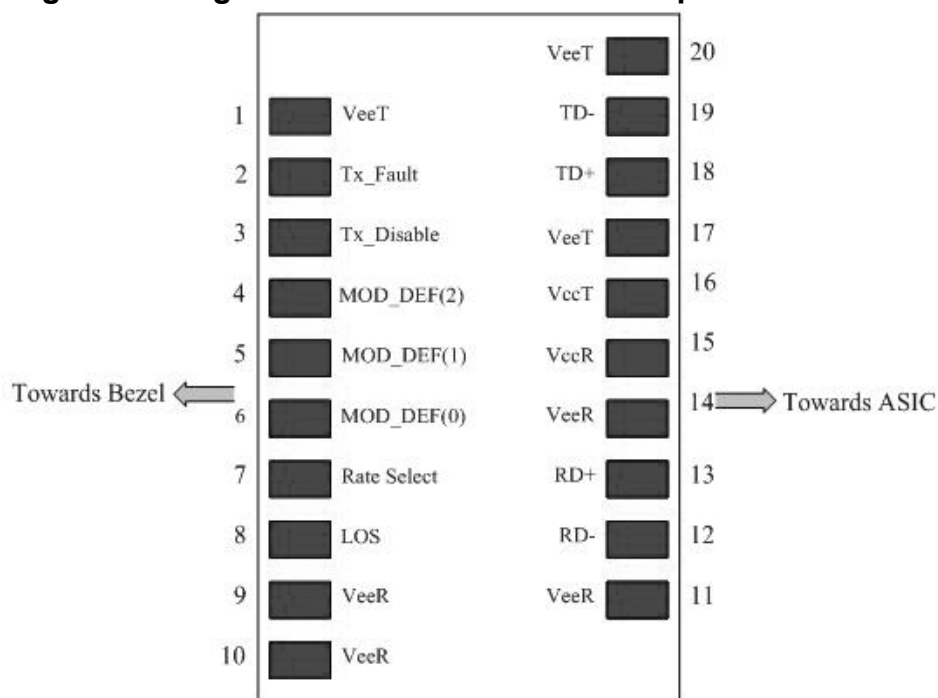 20
VeeT
1
VeeT
TD-
19
2
Tx_Fault
TD+
18
3
Tx_Disable
VeeT
17
4
MOD_DEF(2)
VccT
16
5
MOD_DEF(1)
VccR
15
Towards Bezel
6
MOD_DEF(0)
VeeR
14
Towards ASIC
7
Rate Select
RD+
13
8
LOS
RD-
12
9
VeeR
VeeR
11
10
VeeR